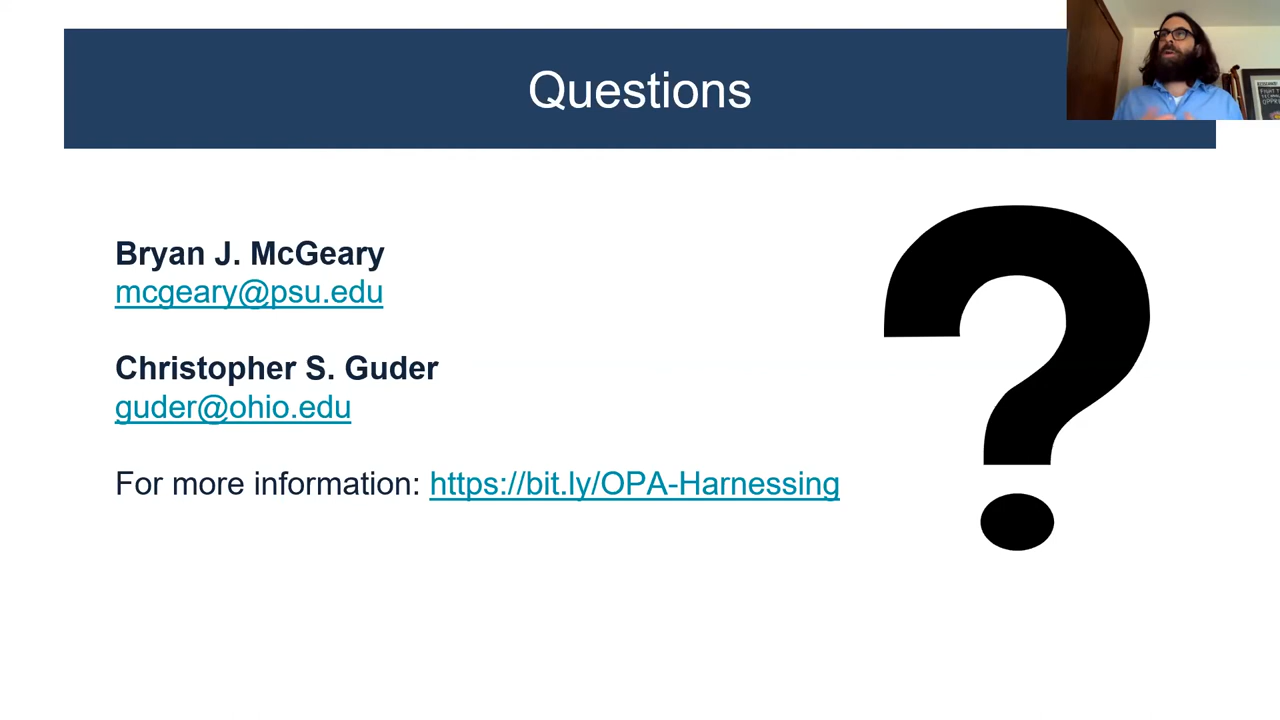 Questions
Bryan J. McGeary
mcgeary@psu.edu
Christopher S. Guder
guder@ohio.edu
For more information: https://bit.ly/OPA-Harnessing
?